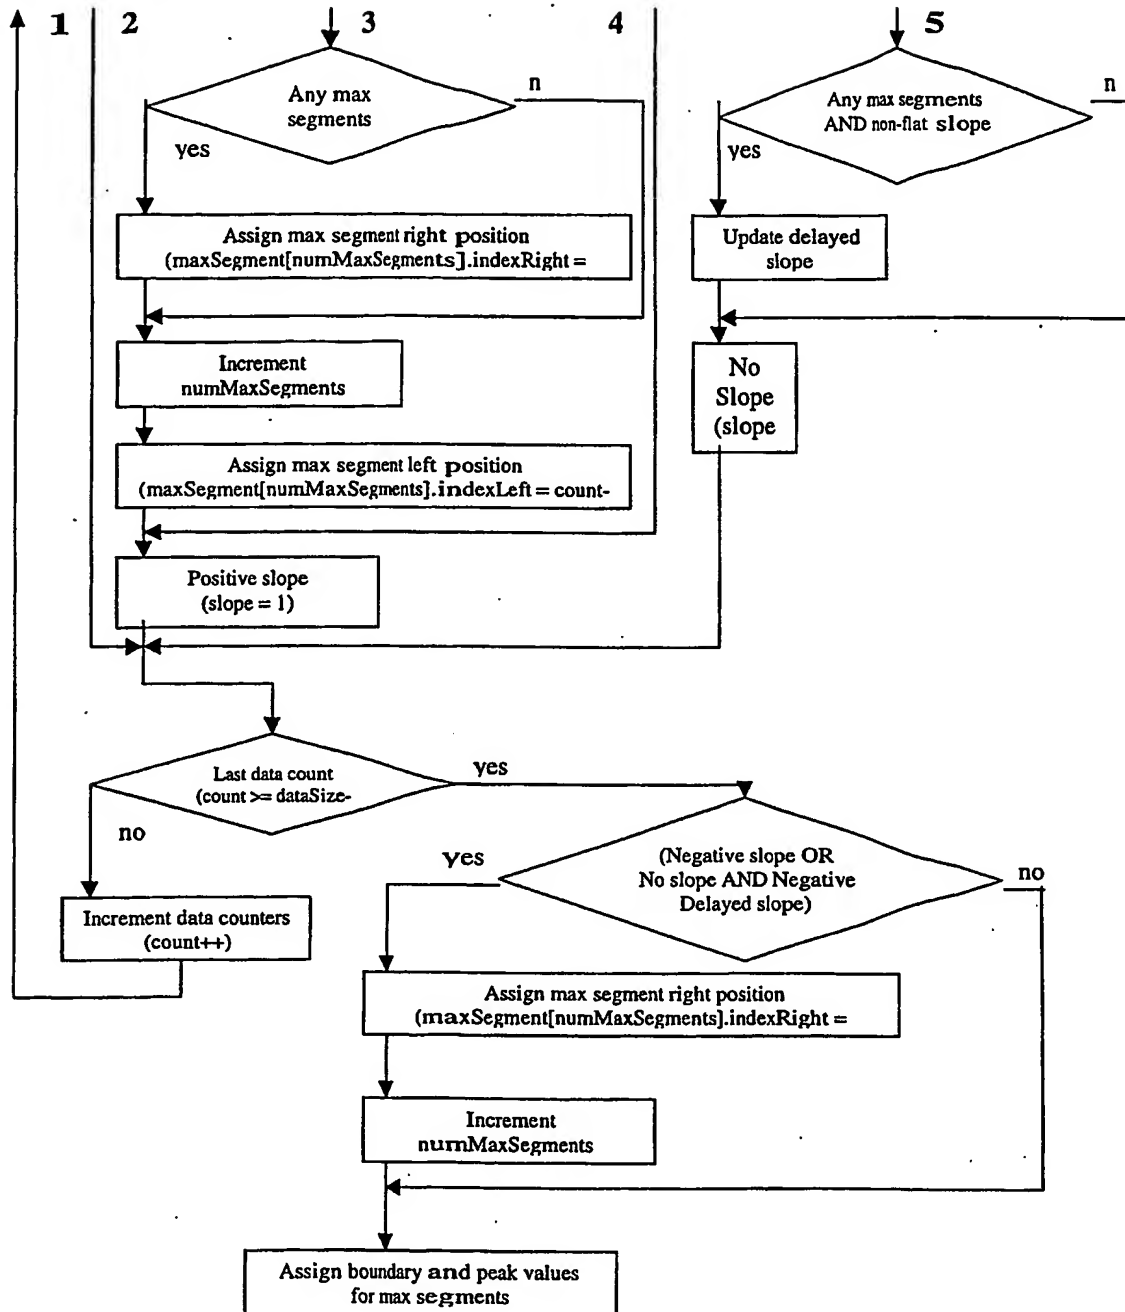 1 2 3 4 5
Any max
segments
n
yes
Any max segments
AND non-flat slope
n
yes
Assign max segment right position
(maxSegment[numMaxSegments].indexRight =
Update delayed
slope
Increment
numMaxSegments
No
Slope
(slope
Assign max segment left position
(maxSegment[numMaxSegments].indexLeft = count-
Positive slope
(slope = 1)
Last data count
(count >= dataSize-
yes
no
(Negative slope OR
No slope AND Negative
Delayed slope)
yes
no
Increment data counters
(count++)
Assign max segment right position
(maxSegment[numMaxSegments].indexRight =
Increment
numMaxSegments
Assign boundary and peak values
for max segments